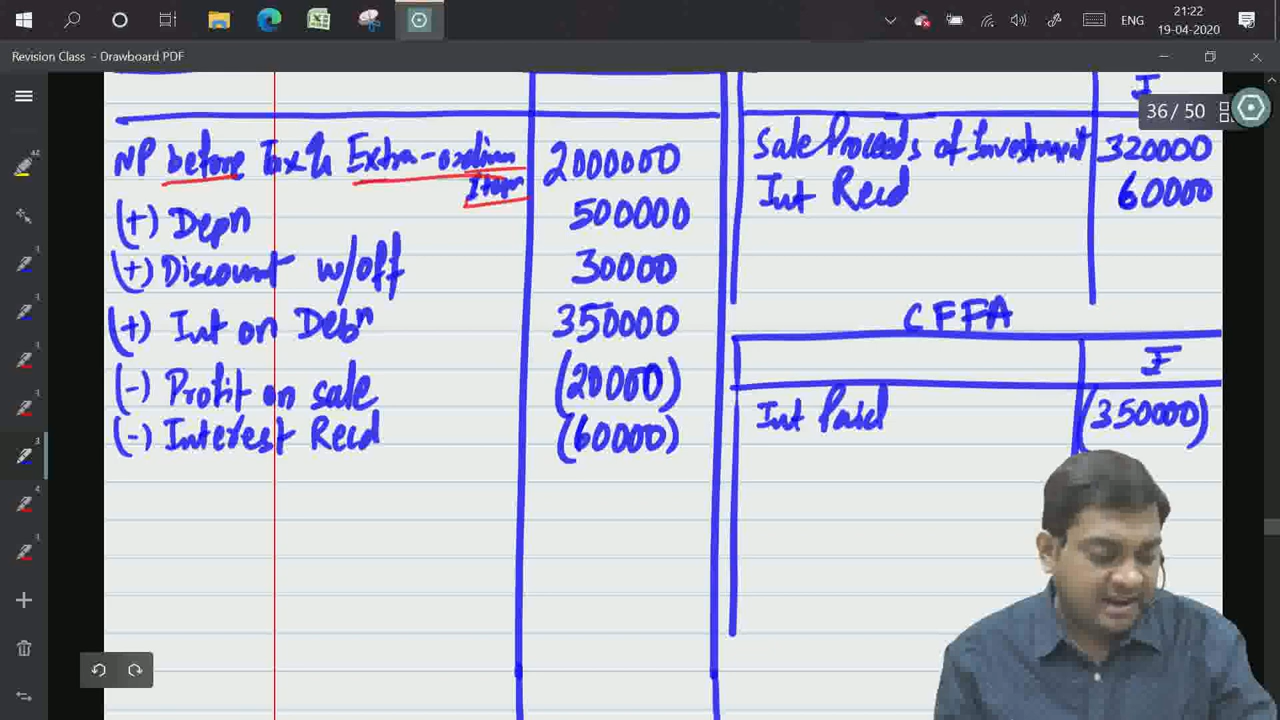 ENG
21:22
19-04-2020
Revision Class - Drawboard PDF
36 / 50
NP before Tax & Extra-ordinary Items 2000000
(+) Depn 500000
(+) Discount w/off 30000
(+) Int on Debn 350000
(-) Profit on sale (20000)
(-) Interest Recd (60000)
Sale Proceeds of Investment 320000
Int Recd 60000
CFFA
Int Paid (350000)